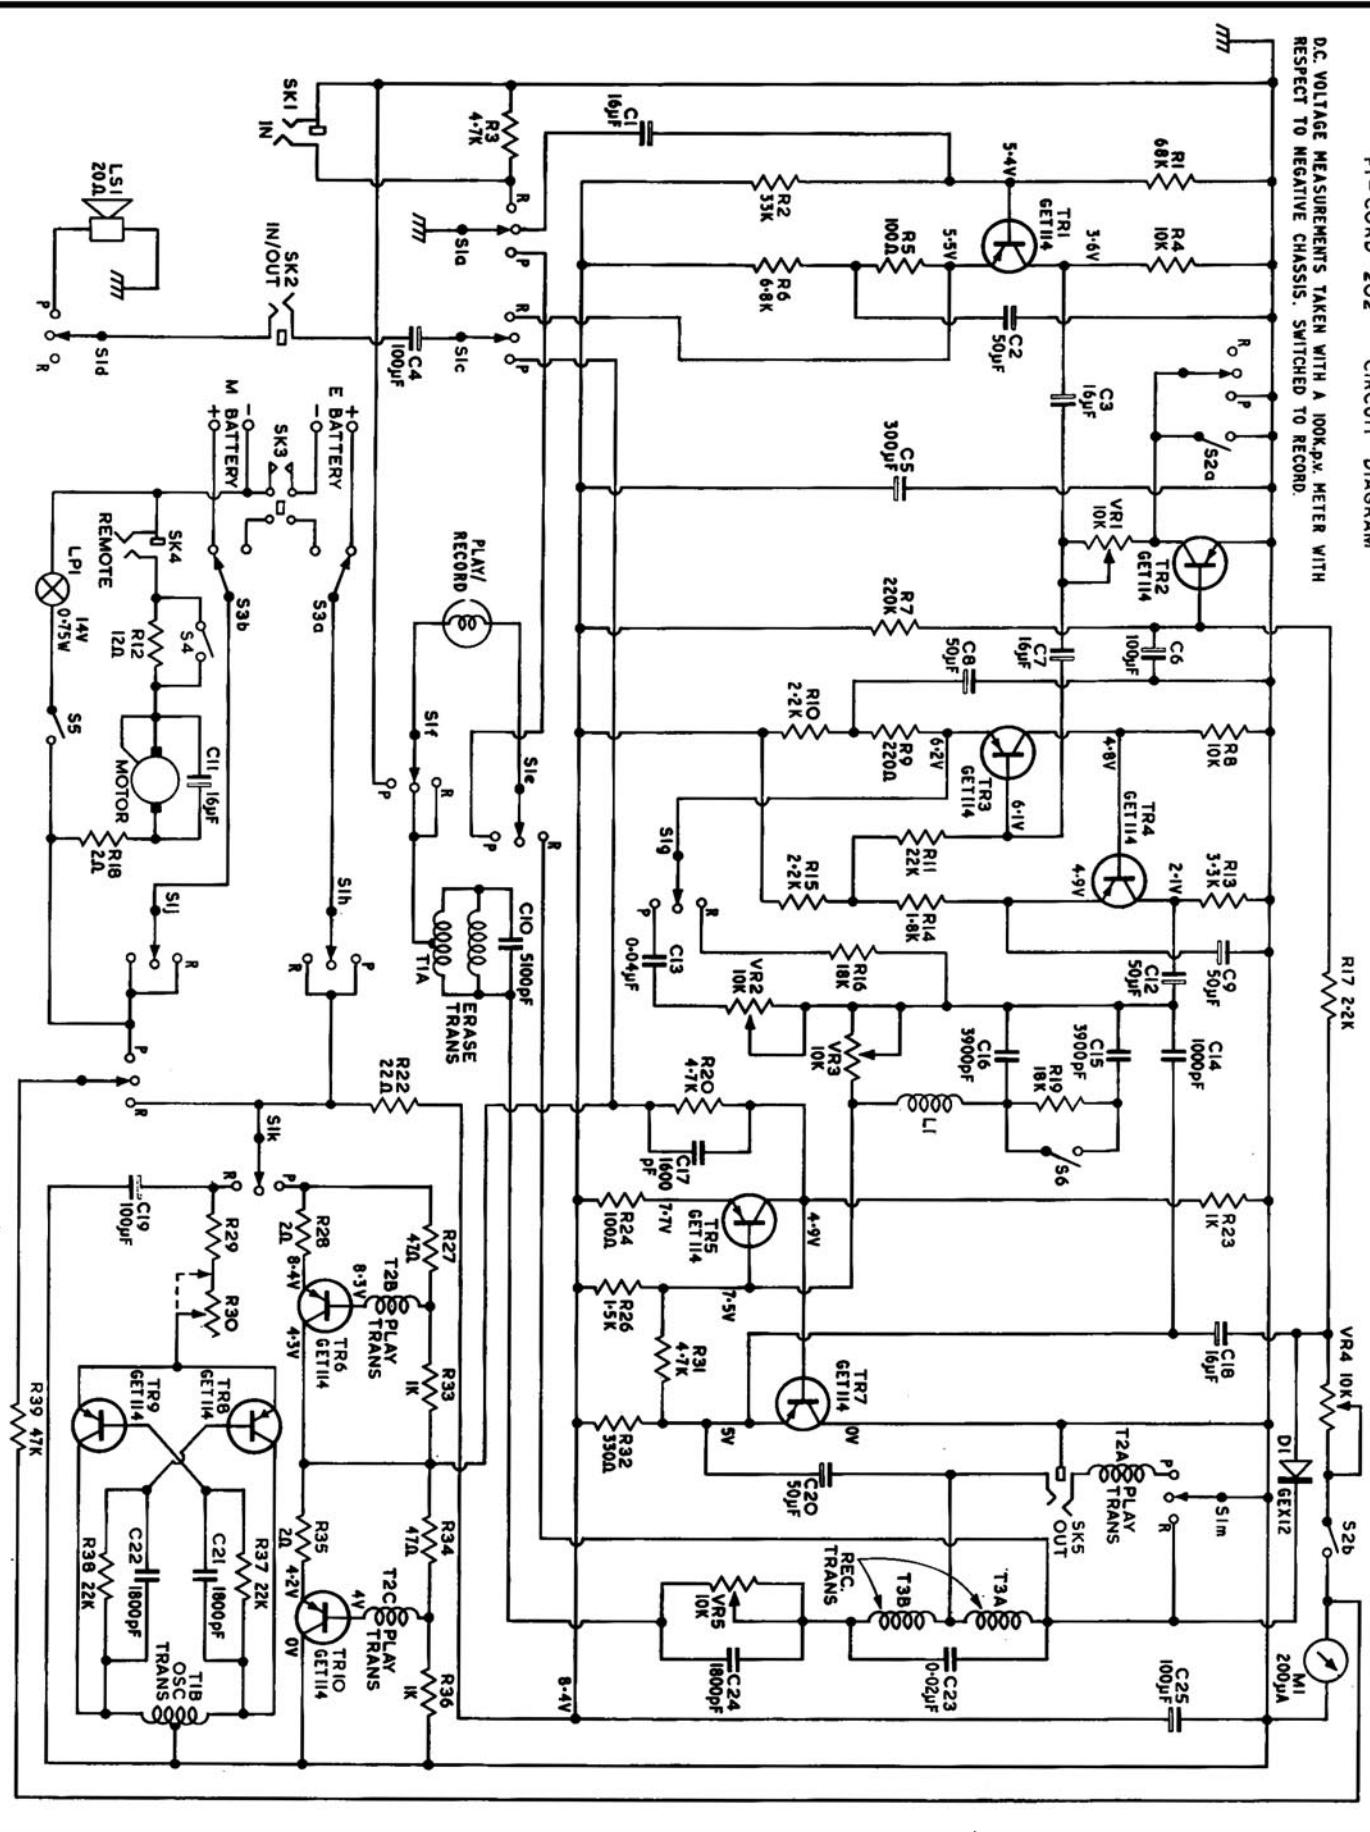 FI-CORD 202 CIRCUIT DIAGRAM
D.C. VOLTAGE MEASUREMENTS TAKEN WITH A 100K.p.v. METER WITH
RESPECT TO NEGATIVE CHASSIS. SWITCHED TO RECORD.
R17 2·2K
VR4 10K
S2b
M1
200µA
D1
GEX12
R1
68K
R4
10K
R
P
S2a
TR2
GET114
C6
100µF
R8
10K
R13
3·3K
C9
50µF
C14
1000pF
R23
1K
C18
16µF
S1m
P
R
C25
100µF
VR1
10K
C3
16µF
3·6V
TR1
GET114
5·4V
5·5V
C2
50µF
C7
16µF
4·8V
TR4
GET114
2·1V
4·9V
C12
50µF
C15
3900pF
R19
18K
S6
C16
3900pF
T2A
PLAY
TRANS
SK5
OUT
T3A
T3B
REC.
TRANS
C23
0·02µF
R5
100Ω
C5
300µF
R7
220K
C8
50µF
TR3
GET114
6·1V
6·2V
R9
220Ω
R11
22K
R14
1·8K
R16
18K
VR3
10K
L1
4·9V
TR7
GET114
0V
5V
C20
50µF
R2
33K
R6
6·8K
R10
2·2K
R15
2·2K
VR2
10K
C13
0·04µF
S1g
P
R
R20
4·7K
C17
1600
pF
TR5
GET114
7·7V
7·5V
R24
100Ω
R26
1·5K
R31
4·7K
R32
330Ω
VR5
10K
C24
1800pF
8·4V
C1
16µF
R3
4·7K
R
P
S1a
R
P
S1c
C4
100µF
SK1
IN
SK2
IN/OUT
PLAY/
RECORD
S1e
S1f
P
R
P
R
C10
5100pF
T1A
ERASE
TRANS
R22
22Ω
R27
47Ω
R33
1K
R34
47Ω
R36
1K
T2B
PLAY
TRANS
8·3V
8·4V
TR6
GET114
4·3V
T2C
PLAY
TRANS
4V
4·2V
TR10
GET114
0V
R28
2Ω
R35
2Ω
E BATTERY
+
−
SK3
M BATTERY
−
+
S3a
S3b
S1h
R
P
S1k
R
P
R29
R30
C19
100µF
LS1
20Ω
P
R
S1d
SK4
REMOTE
S4
R12
12Ω
C11
16µF
MOTOR
R18
2Ω
S1j
R
P
R
LP1
14V
0·75W
S5
TR8
GET114
TR9
GET114
R37 22K
C21
1800pF
C22
1800pF
R38 22K
T1B
OSC
TRANS
R39 47K